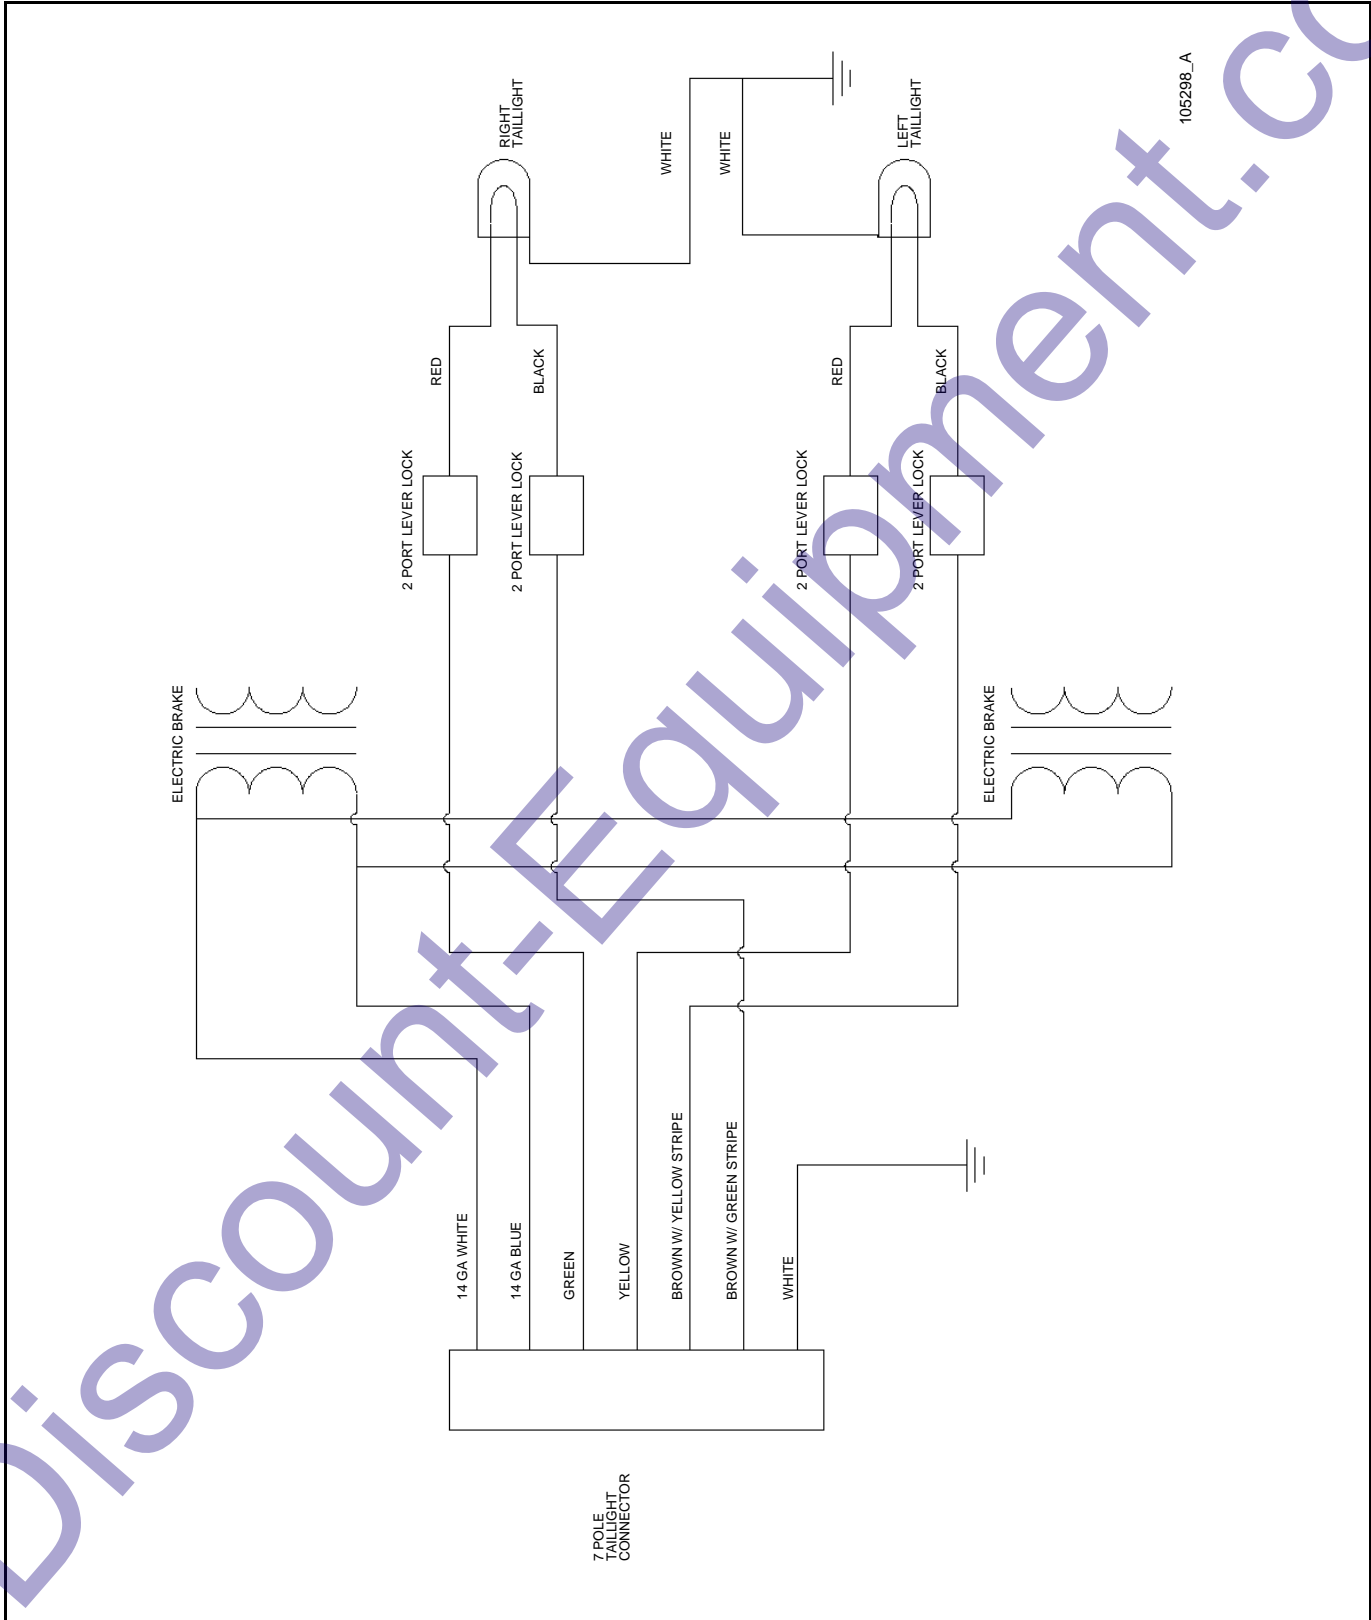 105298_A
RIGHT
TAILLIGHT
WHITE
WHITE
LEFT
TAILLIGHT
RED
BLACK
RED
BLACK
2 PORT LEVER LOCK
2 PORT LEVER LOCK
2 PORT LEVER LOCK
2 PORT LEVER LOCK
ELECTRIC BRAKE
ELECTRIC BRAKE
14 GA WHITE
14 GA BLUE
GREEN
YELLOW
BROWN W/ YELLOW STRIPE
BROWN W/ GREEN STRIPE
WHITE
7 POLE
TAILLIGHT
CONNECTOR
Discount-Equipment.co